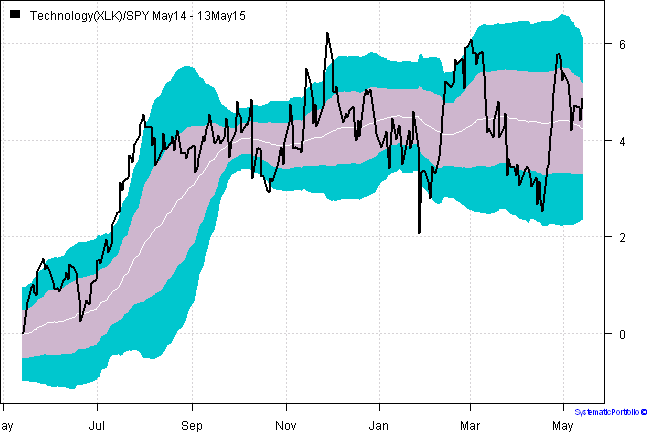 Technology(XLK)/SPY May14 - 13May15
6
4
2
0
ay Jul Sep Nov Jan Mar May
SystematicPortfolio ©